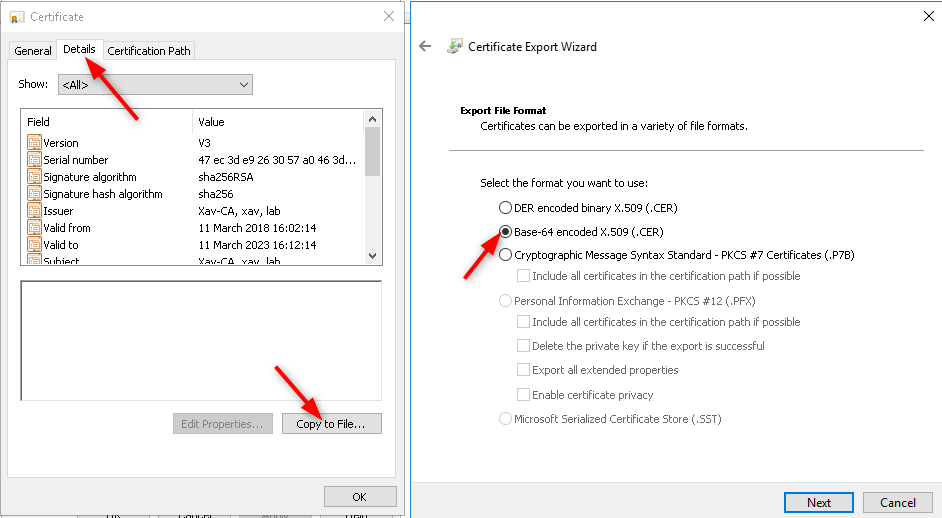 Certificate
General Details Certification Path
Show: <All>
Field Value
Version V3
Serial number 47 ec 3d e9 26 30 57 a0 46 3d...
Signature algorithm sha256RSA
Signature hash algorithm sha256
Issuer Xav-CA, xav, lab
Valid from 11 March 2018 16:02:14
Valid to 11 March 2023 16:12:14
Subject Xav-CA, xav, lab
Edit Properties... Copy to File...
OK
Certificate Export Wizard
Export File Format
Certificates can be exported in a variety of file formats.
Select the format you want to use:
DER encoded binary X.509 (.CER)
Base-64 encoded X.509 (.CER)
Cryptographic Message Syntax Standard - PKCS #7 Certificates (.P7B)
Include all certificates in the certification path if possible
Personal Information Exchange - PKCS #12 (.PFX)
Include all certificates in the certification path if possible
Delete the private key if the export is successful
Export all extended properties
Enable certificate privacy
Microsoft Serialized Certificate Store (.SST)
Next Cancel